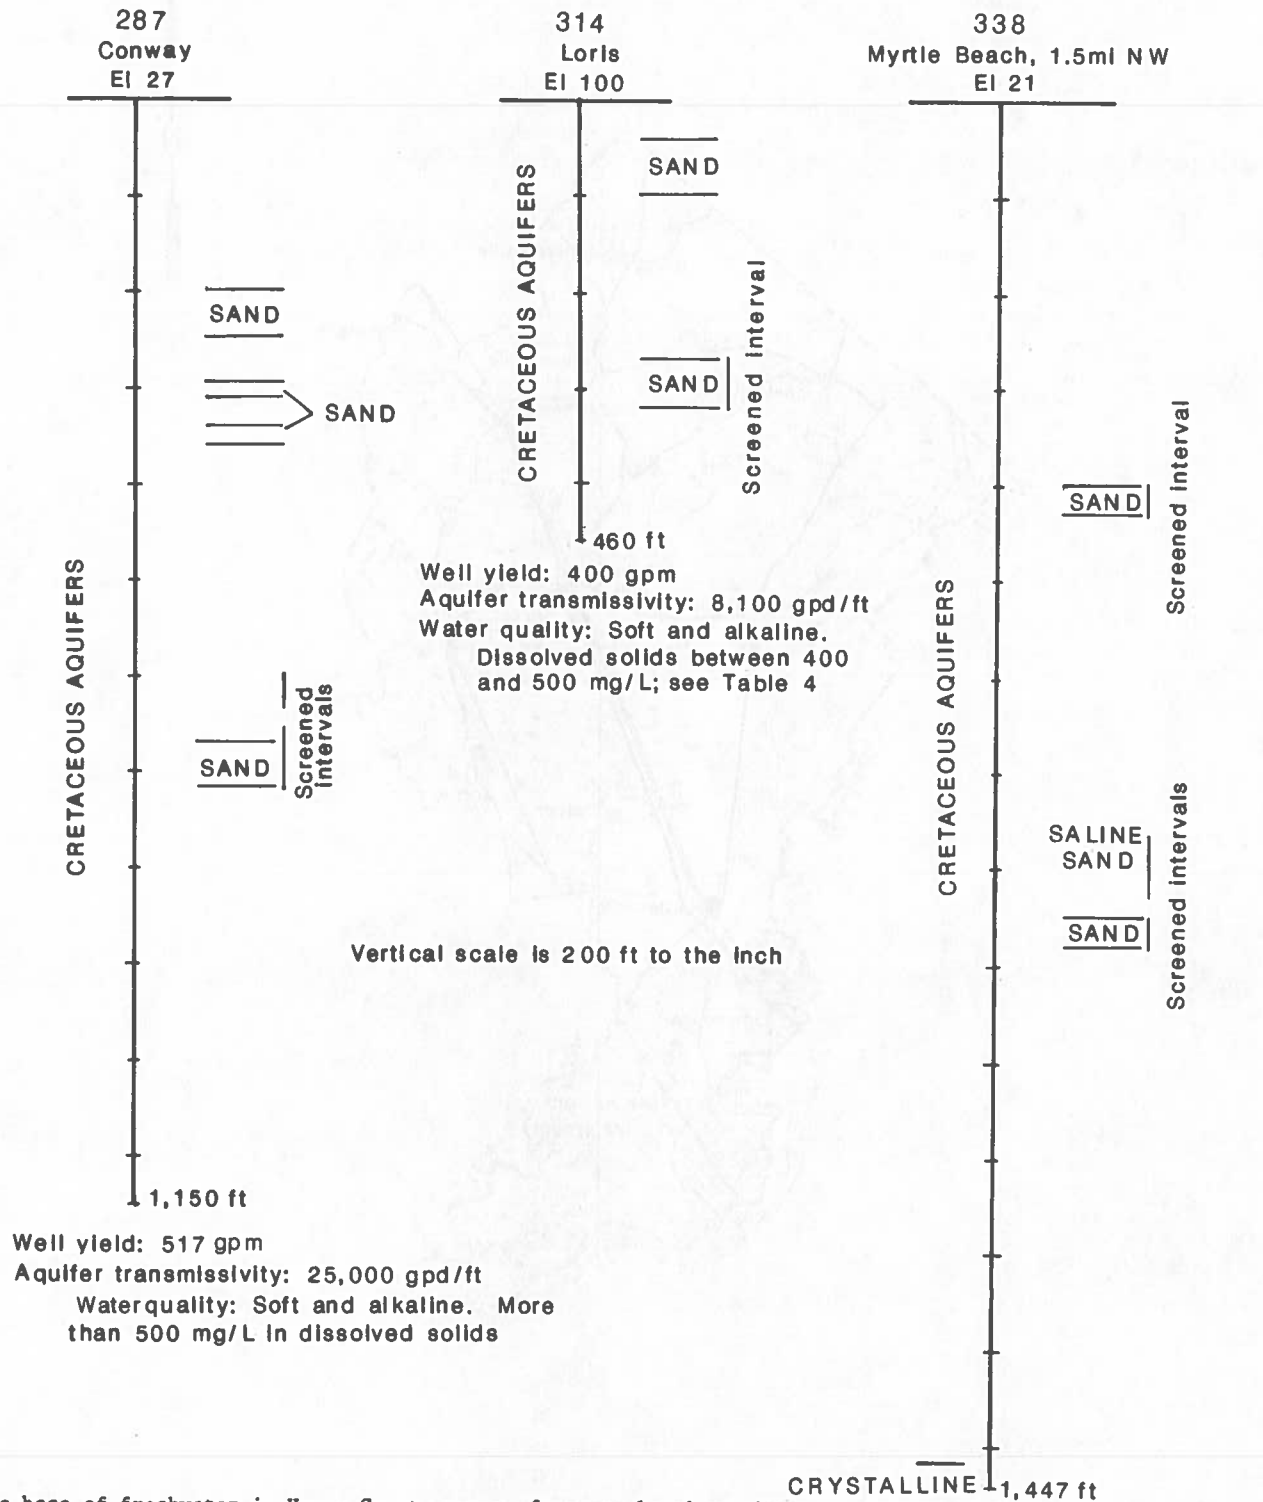 287
Conway
El 27
CRETACEOUS AQUIFERS
SAND
SAND
Screened
intervals
SAND
1,150 ft
Well yield: 517 gpm
Aquifer transmissivity: 25,000 gpd/ft
Waterquality: Soft and alkaline. More
than 500 mg/L in dissolved solids
314
Loris
El 100
CRETACEOUS AQUIFERS
SAND
SAND
Screened interval
460 ft
Well yield: 400 gpm
Aquifer transmissivity: 8,100 gpd/ft
Water quality: Soft and alkaline.
Dissolved solids between 400
and 500 mg/L; see Table 4
Vertical scale is 200 ft to the inch
338
Myrtle Beach, 1.5mi NW
El 21
CRETACEOUS AQUIFERS
SAND
Screened interval
SALINE
SAND
SAND
Screened intervals
CRYSTALLINE
1,447 ft